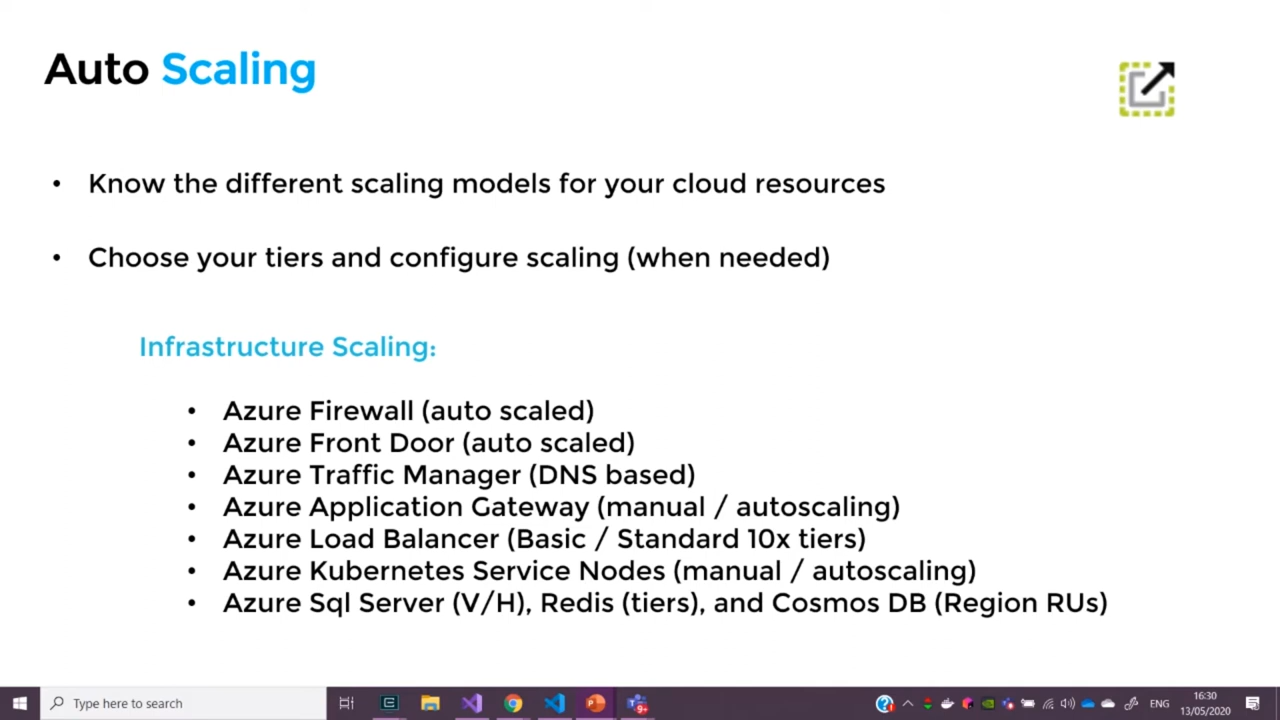 Auto Scaling
• Know the different scaling models for your cloud resources
• Choose your tiers and configure scaling (when needed)
Infrastructure Scaling:
• Azure Firewall (auto scaled)
• Azure Front Door (auto scaled)
• Azure Traffic Manager (DNS based)
• Azure Application Gateway (manual / autoscaling)
• Azure Load Balancer (Basic / Standard 10x tiers)
• Azure Kubernetes Service Nodes (manual / autoscaling)
• Azure Sql Server (V/H), Redis (tiers), and Cosmos DB (Region RUs)
Type here to search
9+
ENG
16:30
13/05/2020